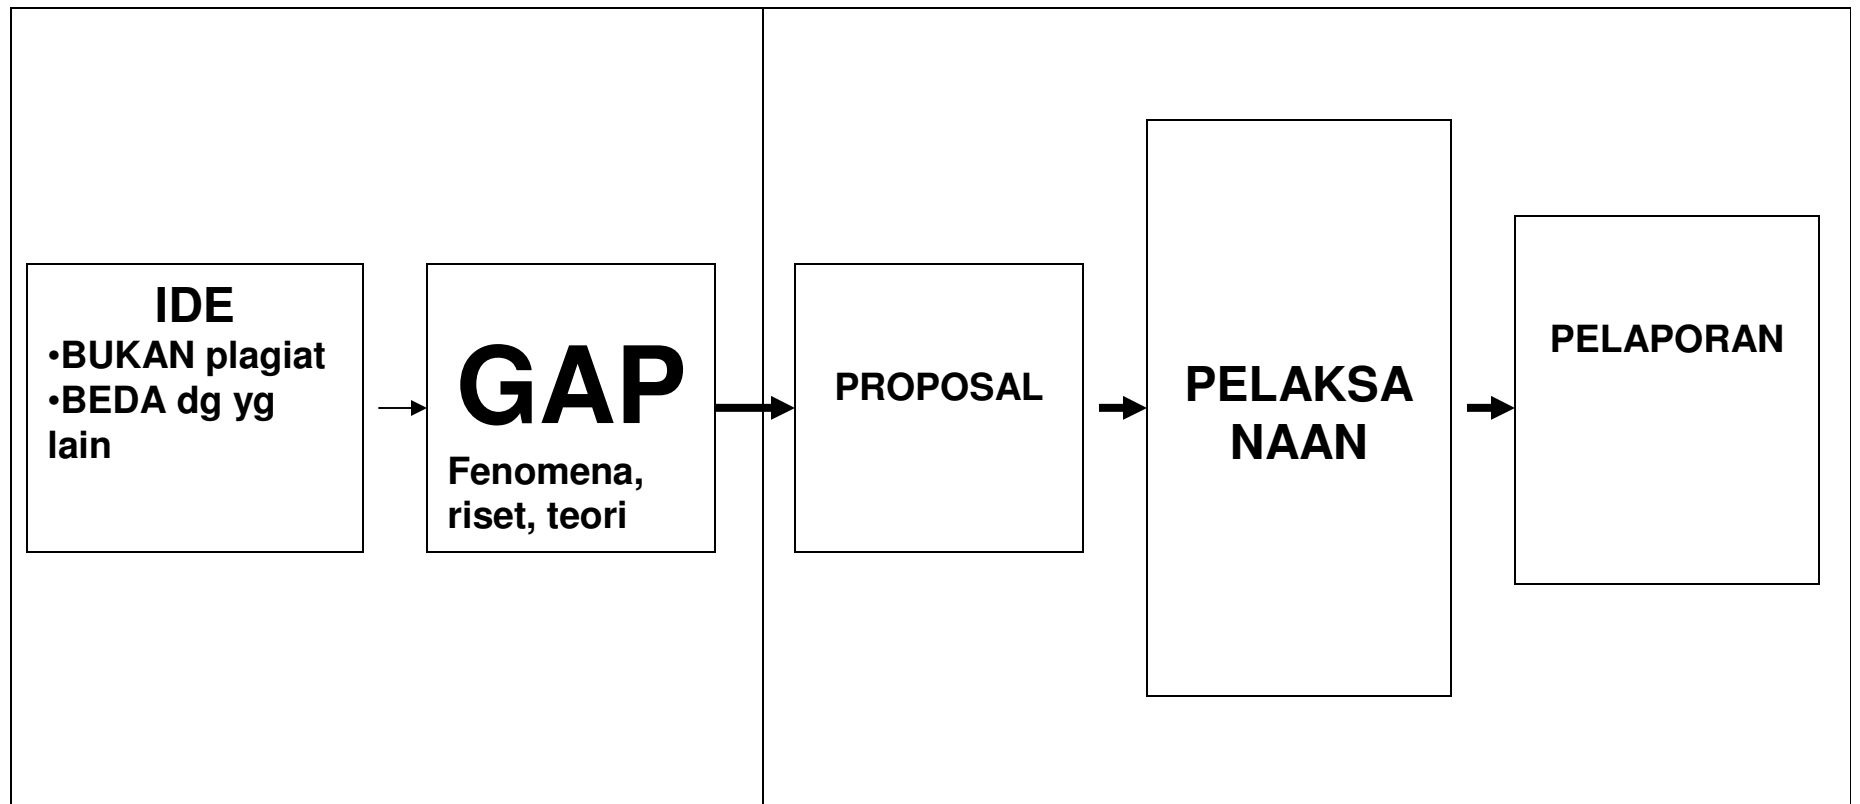 IDE
•BUKAN plagiat
•BEDA dg yg
lain
GAP
Fenomena,
riset, teori
PROPOSAL
PELAKSA
NAAN
PELAPORAN